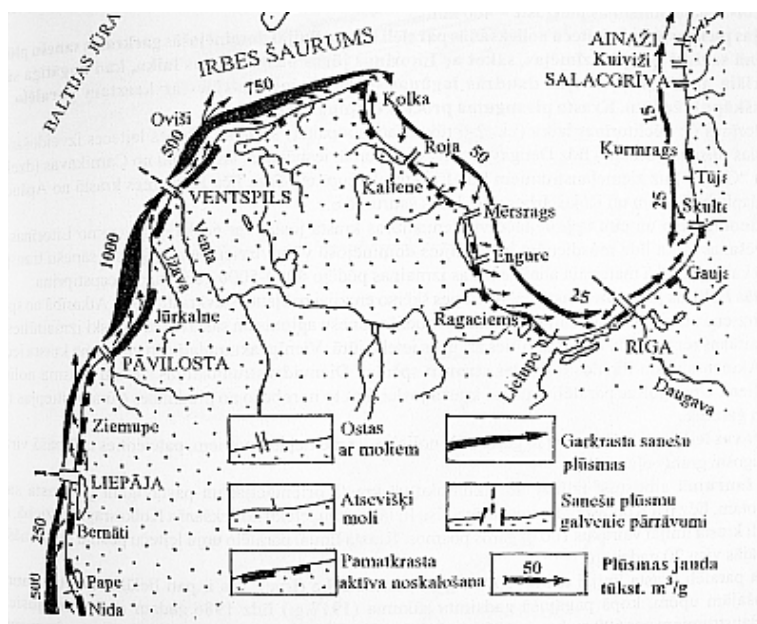 BALTIJAS JŪRA
IRBES ŠAURUMS
750
Oviši
200
Kolka
Roja
50
Kaltene
Mērsrags
Engure
25
Ragaciems
Lielupe
RĪGA
Daugava
Gauja
Skulte
Tūja
25
Kurmrags
15
SALACGRĪVA
Kuiviži
AINAŽI
VENTSPILS
Venta
Užava
1000
Jūrkalne
PĀVILOSTA
Ziemupe
LIEPĀJA
250
Bernāti
Pape
500
Nida
Ostas
ar moliem
Atsevišķi
moli
Pamatkrasta
aktīva noskalošana
Garkrasta sanešu
plūsmas
Sanešu plūsmu
galvenie pārrāvumi
50
Plūsmas jauda
tūkst. m³/g